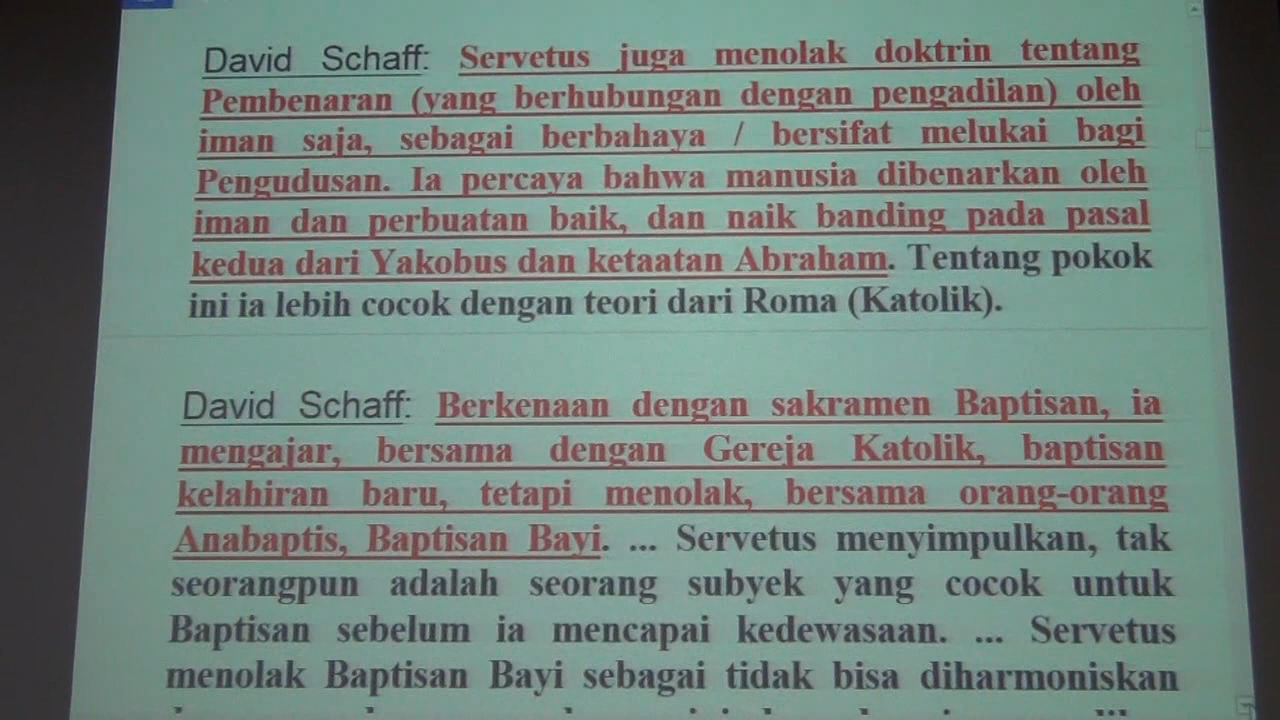 David Schaff: Servetus juga menolak doktrin tentang
Pembenaran (yang berhubungan dengan pengadilan) oleh
iman saja, sebagai berbahaya / bersifat melukai bagi
Pengudusan. Ia percaya bahwa manusia dibenarkan oleh
iman dan perbuatan baik, dan naik banding pada pasal
kedua dari Yakobus dan ketaatan Abraham. Tentang pokok
ini ia lebih cocok dengan teori dari Roma (Katolik).
David Schaff: Berkenaan dengan sakramen Baptisan, ia
mengajar, bersama dengan Gereja Katolik, baptisan
kelahiran baru, tetapi menolak, bersama orang-orang
Anabaptis, Baptisan Bayi. ... Servetus menyimpulkan, tak
seorangpun adalah seorang subyek yang cocok untuk
Baptisan sebelum ia mencapai kedewasaan. ... Servetus
menolak Baptisan Bayi sebagai tidak bisa diharmoniskan